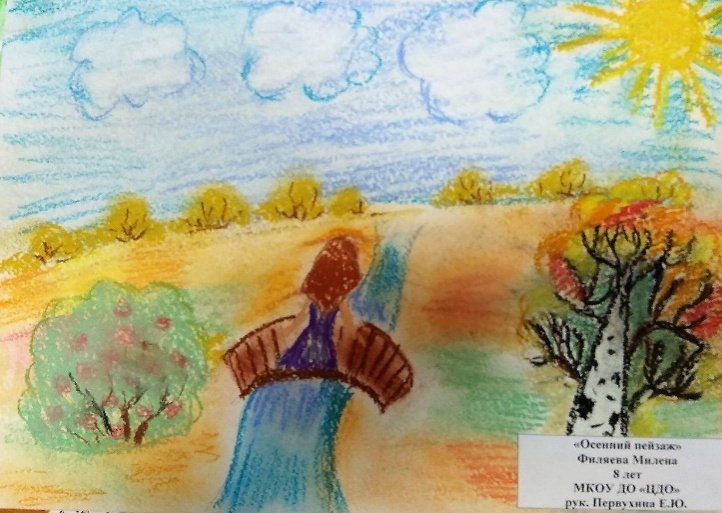 «Осенний пейзаж»
Филяева Милена
8 лет
МКОУ ДО «ЦДО»
рук. Первухина Е.Ю.